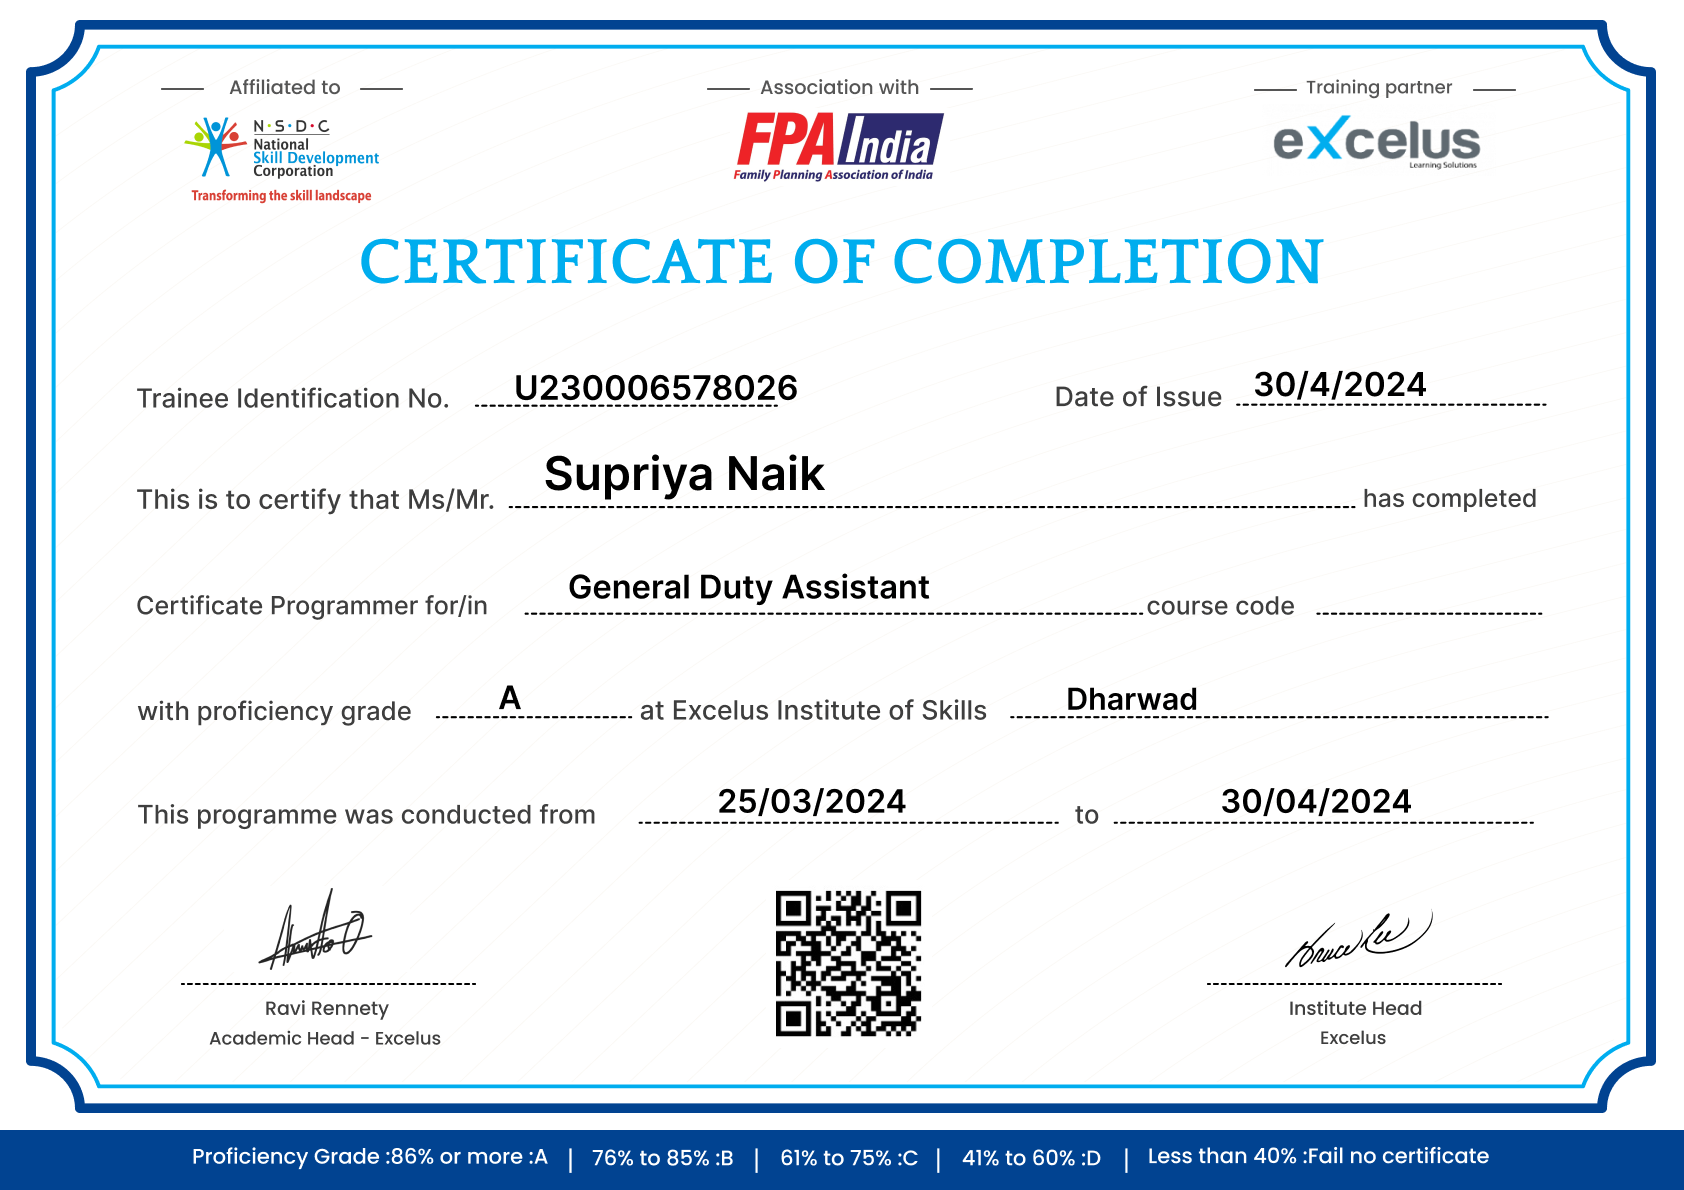 Affiliated to
N·S·D·C
National
Skill Development
Corporation
Transforming the skill landscape
Association with
FPA India
Family Planning Association of India
Training partner
eXcelus
Learning Solutions
CERTIFICATE OF COMPLETION
Trainee Identification No. U230006578026 Date of Issue 30/4/2024
This is to certify that Ms/Mr. Supriya Naik has completed
Certificate Programmer for/in General Duty Assistant course code
with proficiency grade A at Excelus Institute of Skills Dharwad
This programme was conducted from 25/03/2024 to 30/04/2024
Ravi Rennety
Academic Head - Excelus
Bruce Lee
Institute Head
Excelus
Proficiency Grade :86% or more :A | 76% to 85% :B | 61% to 75% :C | 41% to 60% :D | Less than 40% :Fail no certificate